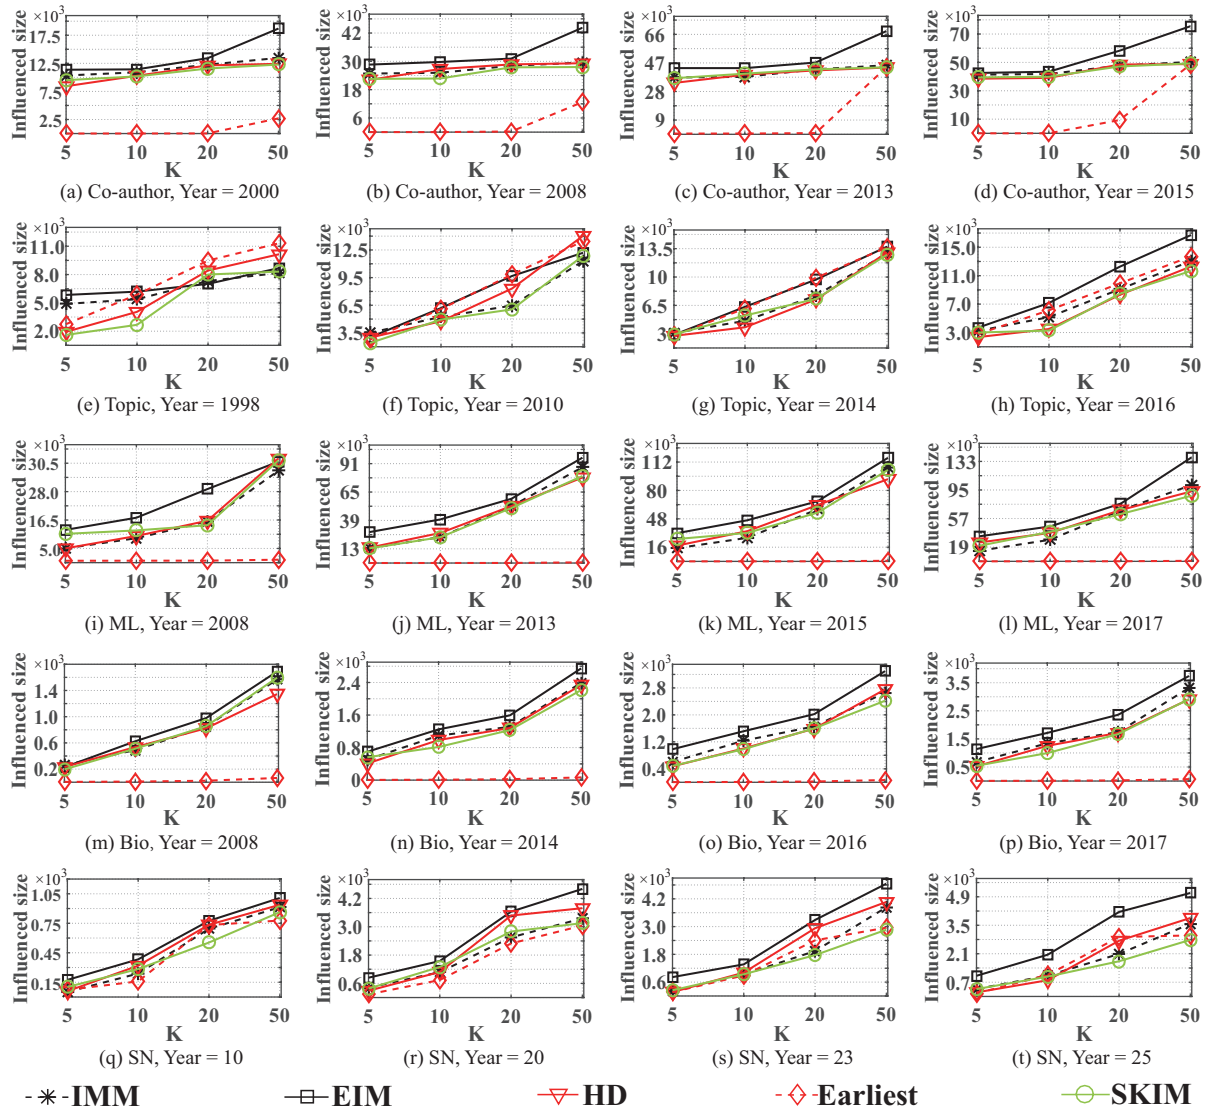 ×10³ ×10³ ×10³ ×10³
Influenced size Influenced size Influenced size Influenced size
17.5 42 66 70
12.5 30 47 50
7.5 18 28 30
2.5 6 9 10
5 10 20 50 5 10 20 50 5 10 20 50 5 10 20 50
K K K K
(a) Co-author, Year = 2000 (b) Co-author, Year = 2008 (c) Co-author, Year = 2013 (d) Co-author, Year = 2015
×10³ ×10³ ×10³ ×10³
Influenced size Influenced size Influenced size Influenced size
11.0 12.5 13.5 15.0
8.0 9.5 10 11.0
5.0 6.5 6.5 7.0
2.0 3.5 3 3.0
5 10 20 50 5 10 20 50 5 10 20 50 5 10 20 50
K K K K
(e) Topic, Year = 1998 (f) Topic, Year = 2010 (g) Topic, Year = 2014 (h) Topic, Year = 2016
×10³ ×10³ ×10³ ×10³
Influenced size Influenced size Influenced size Influenced size
30.5 91 112 133
28.0 65 80 95
16.5 39 48 57
5.0 13 16 19
5 10 20 50 5 10 20 50 5 10 20 50 5 10 20 50
K K K K
(i) ML, Year = 2008 (j) ML, Year = 2013 (k) ML, Year = 2015 (l) ML, Year = 2017
×10³ ×10³ ×10³ ×10³
Influenced size Influenced size Influenced size Influenced size
1.4 2.4 2.8 3.5
1.0 1.6 2.0 2.5
0.6 0.8 1.2 1.5
0.2 0 0.4 0.5
5 10 20 50 5 10 20 50 5 10 20 50 5 10 20 50
K K K K
(m) Bio, Year = 2008 (n) Bio, Year = 2014 (o) Bio, Year = 2016 (p) Bio, Year = 2017
×10³ ×10³ ×10³ ×10³
Influenced size Influenced size Influenced size Influenced size
1.05 4.2 4.2 4.9
0.75 3.0 3.0 3.5
0.45 1.8 1.8 2.1
0.15 0.6 0.6 0.7
5 10 20 50 5 10 20 50 5 10 20 50 5 10 20 50
K K K K
(q) SN, Year = 10 (r) SN, Year = 20 (s) SN, Year = 23 (t) SN, Year = 25
IMM EIM HD Earliest SKIM